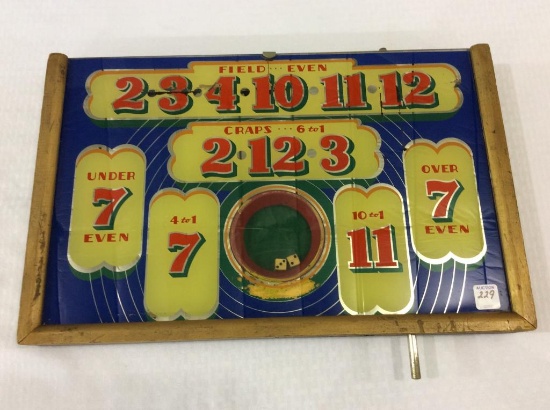 FIELD ··· EVEN
2·3·4·10·11·12
CRAPS ··· 6 to 1
2·12·3
UNDER
7
EVEN
4 to 1
7
10 to 1
11
OVER
7
EVEN
229